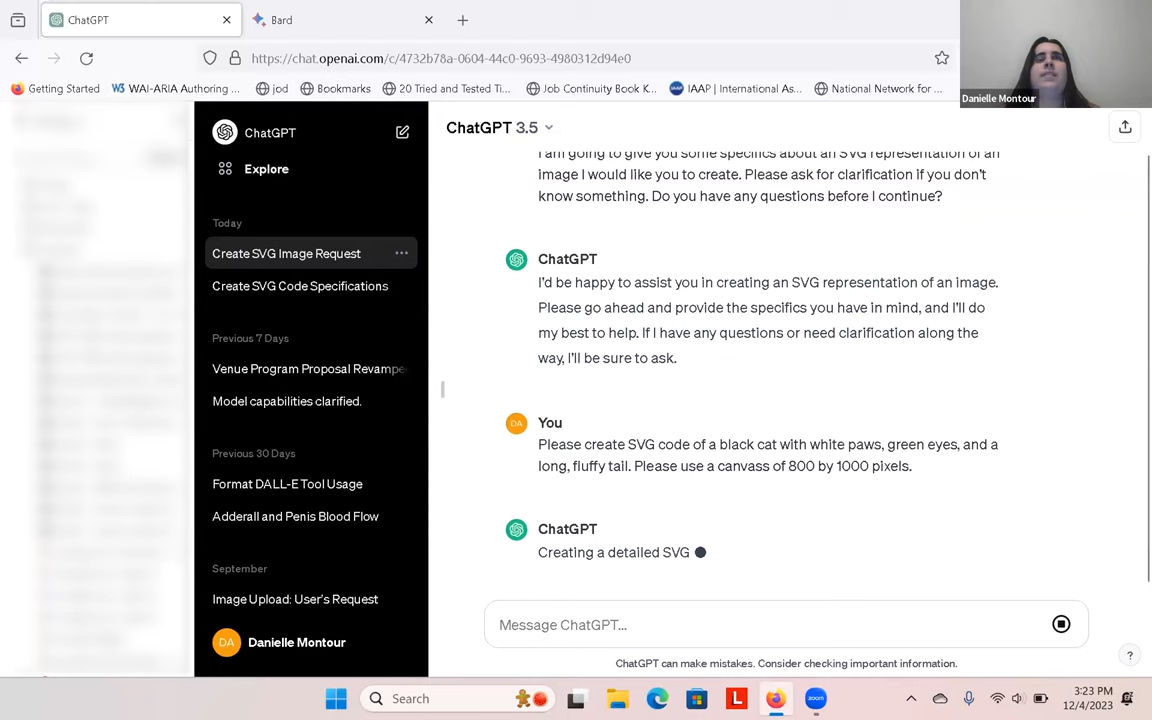 ChatGPT
Bard
https://chat.openai.com/c/4732b78a-0604-44c0-9693-4980312d94e0
Getting Started
WAI-ARIA Authoring ...
jod
Bookmarks
20 Tried and Tested Ti...
Job Continuity Book K...
IAAP | International As...
National Network for ...
Danielle Montour
ChatGPT
Explore
Today
Create SVG Image Request
Create SVG Code Specifications
Previous 7 Days
Venue Program Proposal Revampe
Model capabilities clarified.
Previous 30 Days
Format DALL-E Tool Usage
Adderall and Penis Blood Flow
September
Image Upload: User's Request
DA
Danielle Montour
ChatGPT 3.5
I am going to give you some specifics about an SVG representation of an
image I would like you to create. Please ask for clarification if you don't
know something. Do you have any questions before I continue?
ChatGPT
I'd be happy to assist you in creating an SVG representation of an image.
Please go ahead and provide the specifics you have in mind, and I'll do
my best to help. If I have any questions or need clarification along the
way, I'll be sure to ask.
DA
You
Please create SVG code of a black cat with white paws, green eyes, and a
long, fluffy tail. Please use a canvass of 800 by 1000 pixels.
ChatGPT
Creating a detailed SVG
Message ChatGPT...
ChatGPT can make mistakes. Consider checking important information.
?
Search
L
zoom
3:23 PM
12/4/2023